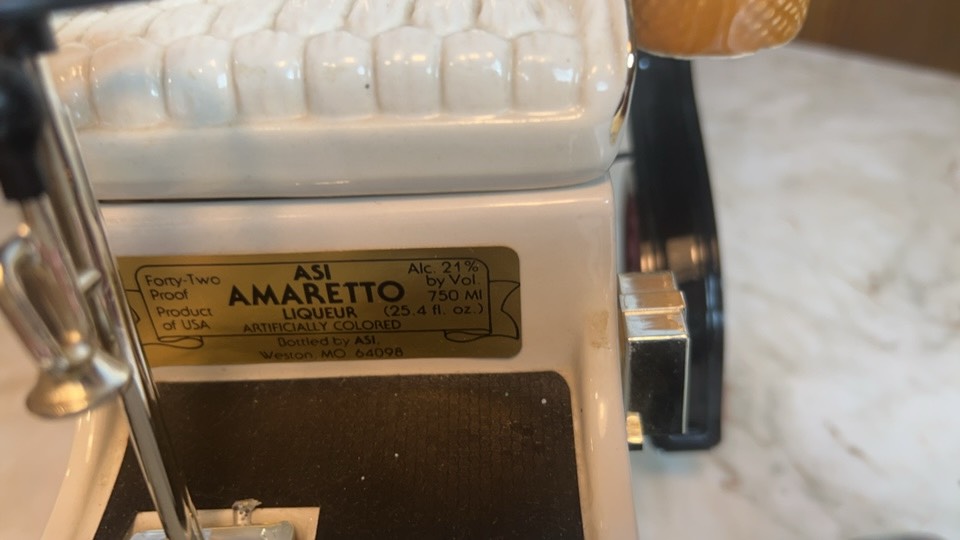 Forty-Two
Proof
Product
of USA
ASI
AMARETTO
LIQUEUR
ARTIFICIALLY COLORED
Alc. 21%
by Vol.
750 Ml
(25.4 fl. oz.)
Bottled by ASI,
Weston, MO 64098